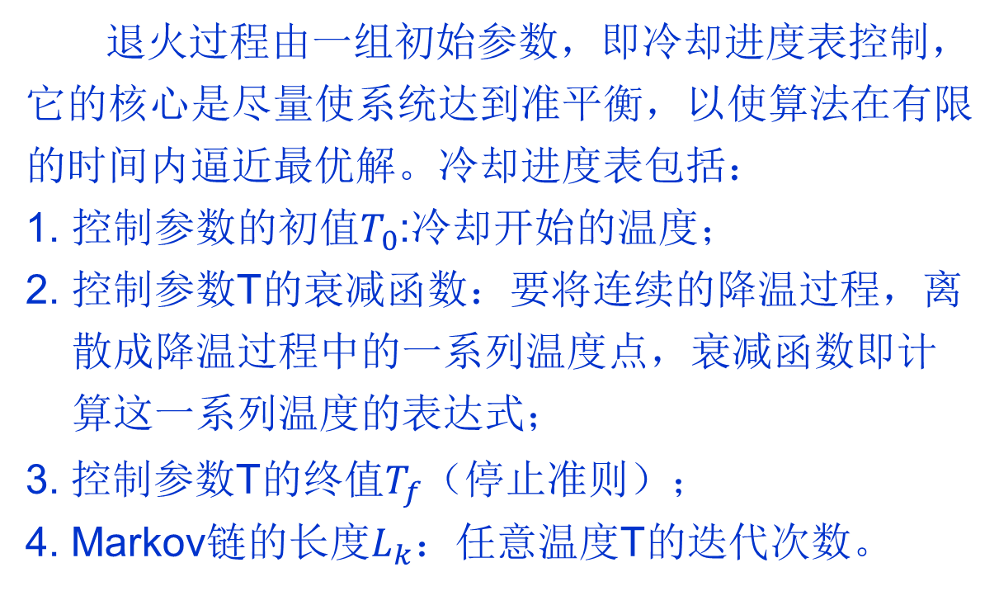 退火过程由一组初始参数，即冷却进度表控制，
它的核心是尽量使系统达到准平衡，以使算法在有限
的时间内逼近最优解。冷却进度表包括：
1. 控制参数的初值T₀:冷却开始的温度；
2. 控制参数T的衰减函数：要将连续的降温过程，离
散成降温过程中的一系列温度点，衰减函数即计
算这一系列温度的表达式；
3. 控制参数T的终值T_f（停止准则）；
4. Markov链的长度L_k：任意温度T的迭代次数。